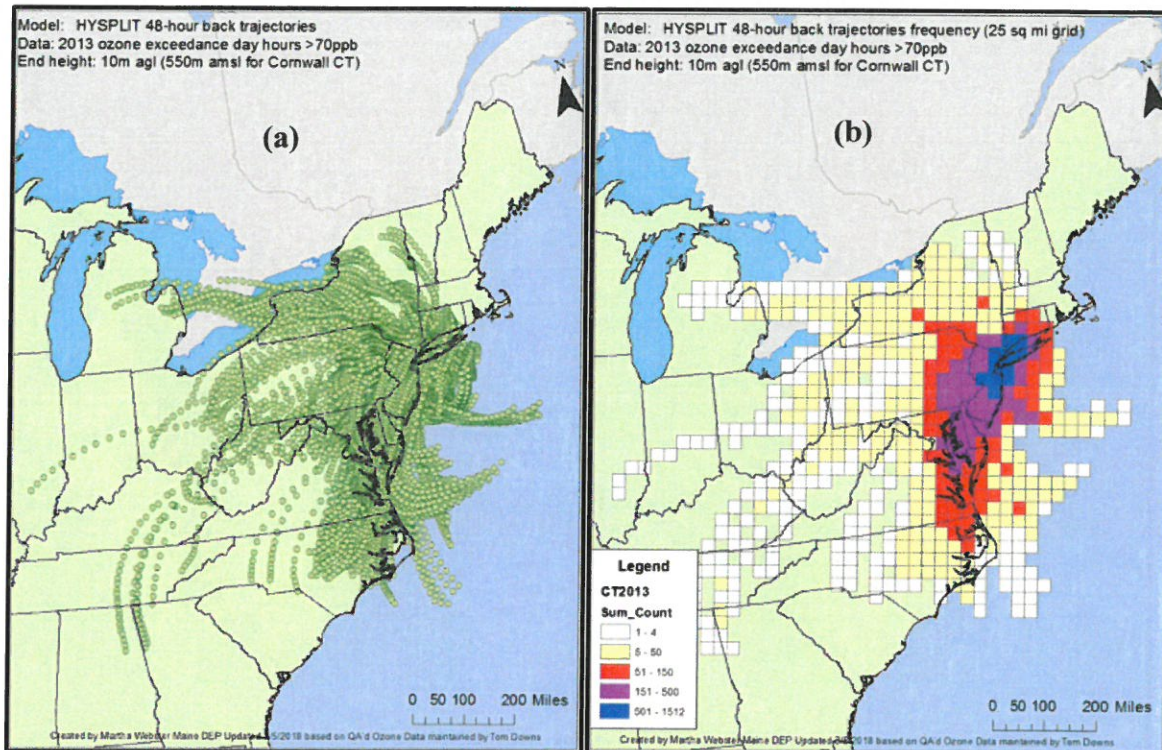 Model: HYSPLIT 48-hour back trajectories
Data: 2013 ozone exceedance day hours >70ppb
End height: 10m agl (550m amsl for Cornwall CT)
N
(a)
0 50 100 200 Miles
Created by Martha Webster Maine DEP Updated /5/2018 based on QA'd Ozone Data maintained by Tom Downs
Model: HYSPLIT 48-hour back trajectories frequency (25 sq mi grid)
Data: 2013 ozone exceedance day hours >70ppb
End height: 10m agl (550m amsl for Cornwall CT)
N
(b)
Legend
CT2013
Sum_Count
1 - 4
5 - 50
51 - 150
151 - 500
501 - 1512
0 50 100 200 Miles
Created by Martha Webster Maine DEP Updated /2018 based on QA'd Ozone Data maintained by Tom Downs